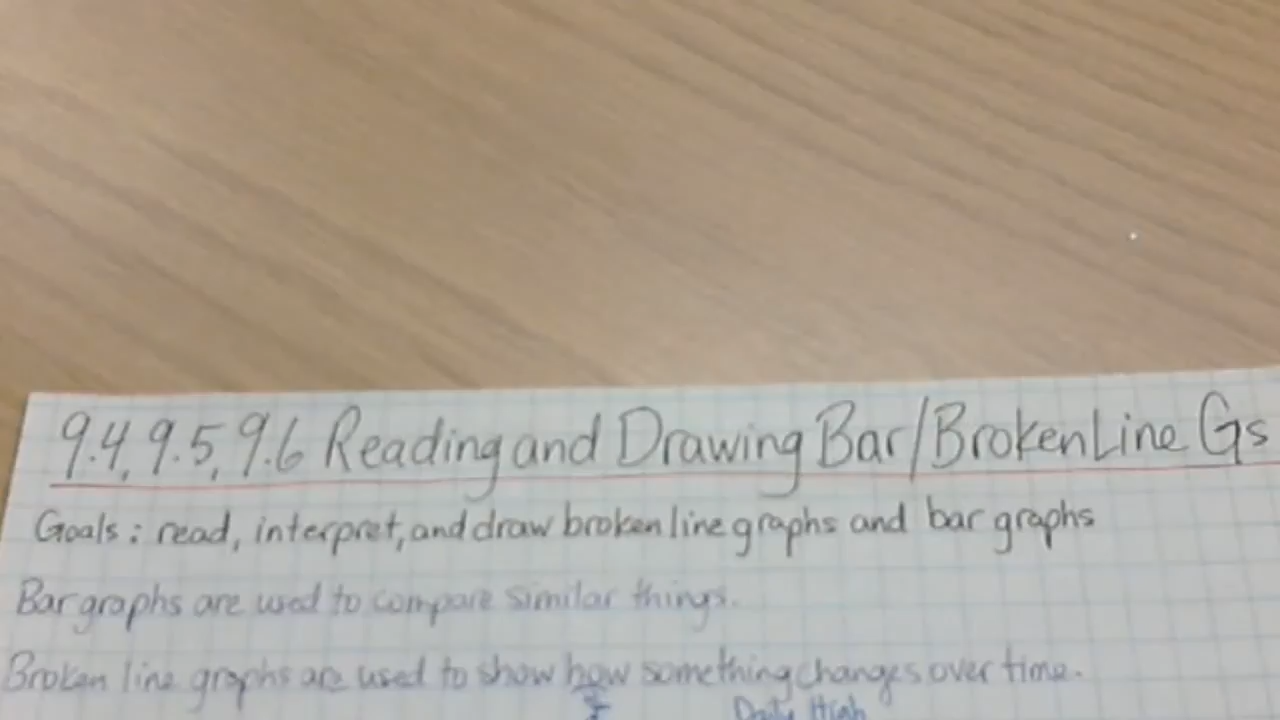 9.4, 9.5, 9.6 Reading and Drawing Bar/Broken Line Gs
Goals: read, interpret, and draw broken line graphs and bar graphs
Bar graphs are used to compare similar things.
Broken line graphs are used to show how something changes over time.
Daily High